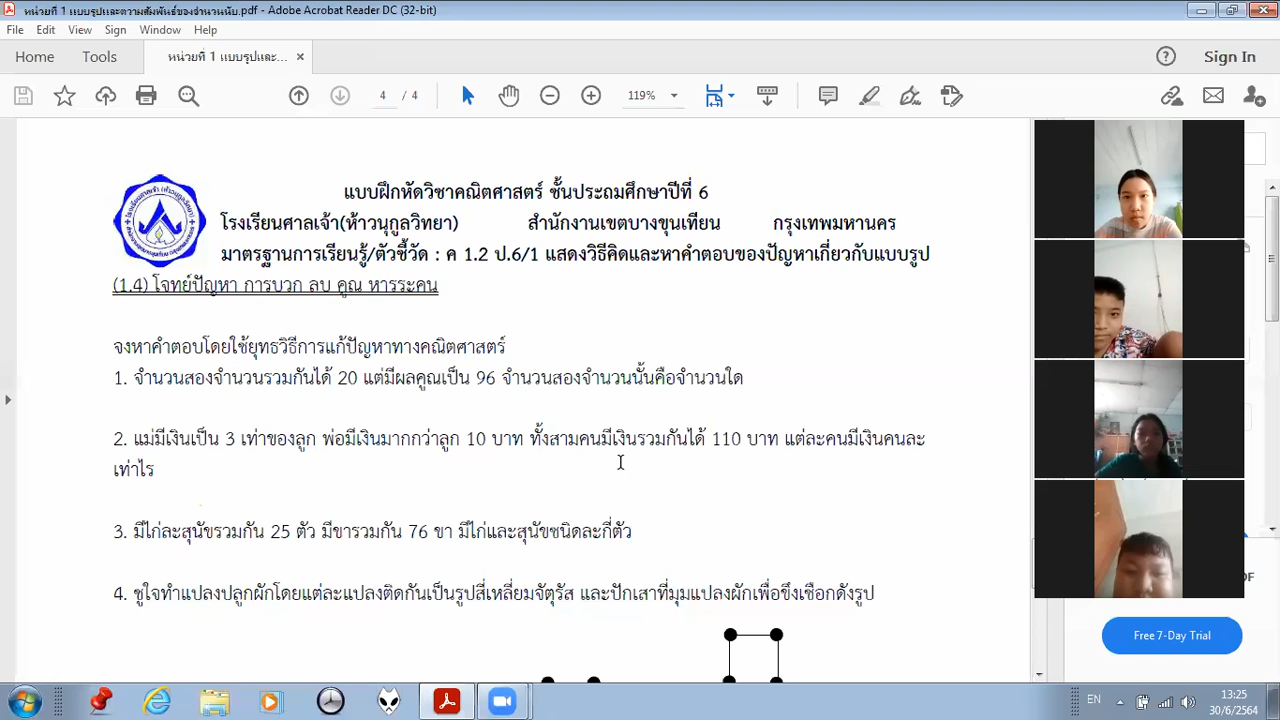 หน่วยที่ 1 แบบรูปและความสัมพันธ์ของจำนวนนับ.pdf - Adobe Acrobat Reader DC (32-bit)
File Edit View Sign Window Help
Home Tools หน่วยที่ 1 แบบรูปและ... × Sign In
4 / 4 119%
แบบฝึกหัดวิชาคณิตศาสตร์ ชั้นประถมศึกษาปีที่ 6
โรงเรียนศาลเจ้า(ห้าวนุกูลวิทยา) สำนักงานเขตบางขุนเทียน กรุงเทพมหานคร
มาตรฐานการเรียนรู้/ตัวชี้วัด : ค 1.2 ป.6/1 แสดงวิธีคิดและหาคำตอบของปัญหาเกี่ยวกับแบบรูป
(1.4) โจทย์ปัญหา การบวก ลบ คูณ หารระคน
จงหาคำตอบโดยใช้ยุทธวิธีการแก้ปัญหาทางคณิตศาสตร์
1. จำนวนสองจำนวนรวมกันได้ 20 แต่มีผลคูณเป็น 96 จำนวนสองจำนวนนั้นคือจำนวนใด
2. แม่มีเงินเป็น 3 เท่าของลูก พ่อมีเงินมากกว่าลูก 10 บาท ทั้งสามคนมีเงินรวมกันได้ 110 บาท แต่ละคนมีเงินคนละ
เท่าไร
3. มีไก่ละสุนัขรวมกัน 25 ตัว มีขารวมกัน 76 ขา มีไก่และสุนัขชนิดละกี่ตัว
4. ชูใจทำแปลงปลูกผักโดยแต่ละแปลงติดกันเป็นรูปสี่เหลี่ยมจัตุรัส และปักเสาที่มุมแปลงผักเพื่อขึงเชือกดังรูป
Free 7-Day Trial
EN 13:25
30/6/2564